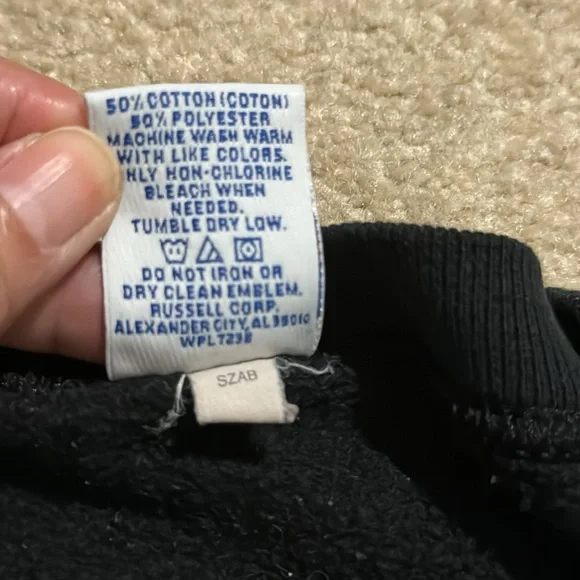 50% COTTON (COTON)
50% POLYESTER
MACHINE WASH WARM
WITH LIKE COLORS.
ONLY NON-CHLORINE
BLEACH WHEN
NEEDED.
TUMBLE DRY LOW.
DO NOT IRON OR
DRY CLEAN EMBLEM.
RUSSELL CORP.
ALEXANDER CITY, AL 35010
WPL 7238
SZAB